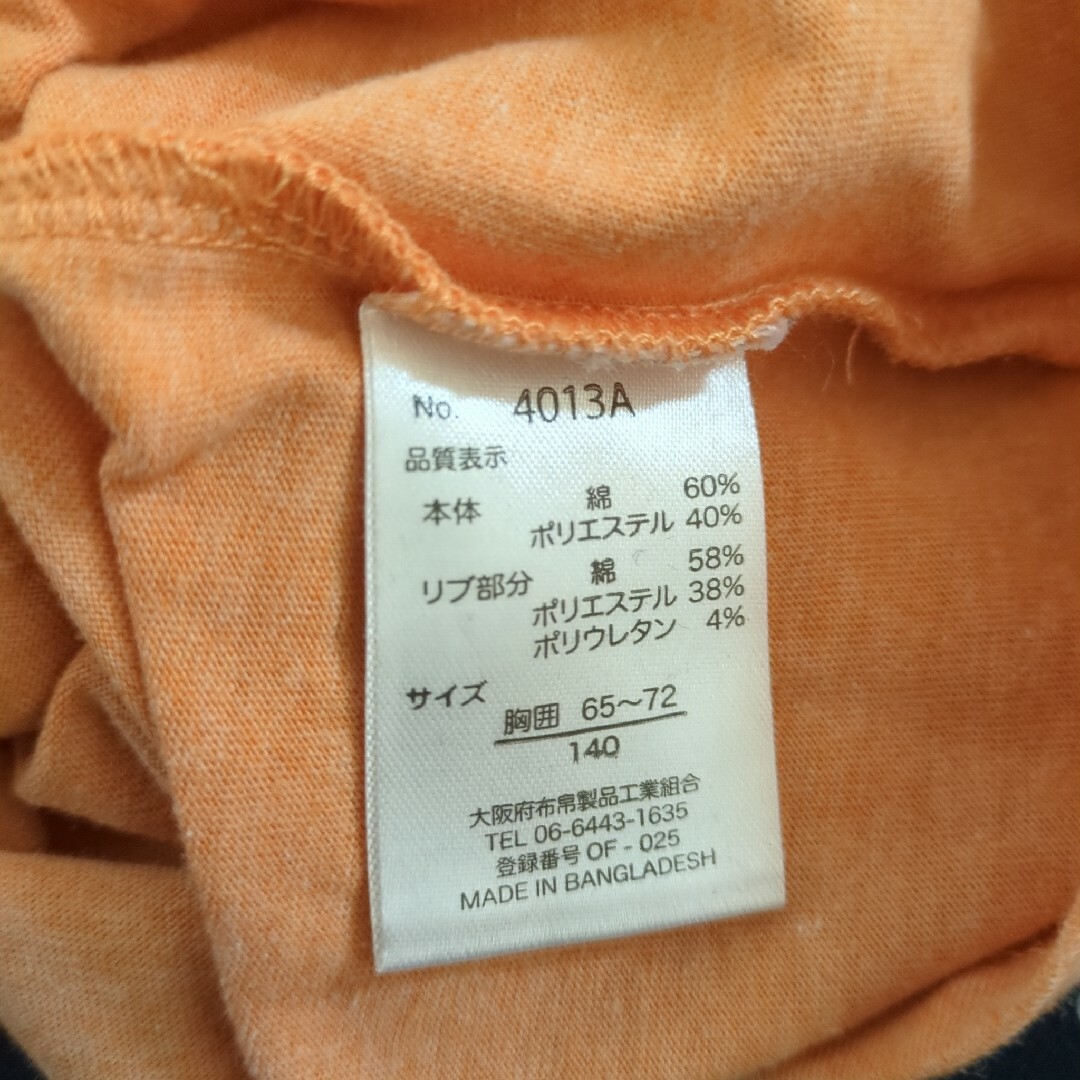 No. 4013A
品質表示
本体 綿 60%
ポリエステル 40%
リブ部分 綿 58%
ポリエステル 38%
ポリウレタン 4%
サイズ 胸囲 65～72
140
大阪府布帛製品工業組合
TEL 06-6443-1635
登録番号 OF - 025
MADE IN BANGLADESH